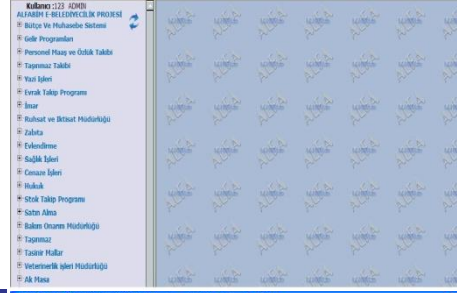 Kullanıcı :123 ADMIN
ALFABİM E-BELEDİYECİLİK PROJESİ
Bütçe Ve Muhasebe Sistemi
Gelir Programları
Personel Maaş ve Özlük Takibi
Taşınmaz Takibi
Yazı İşleri
Evrak Takip Programı
İmar
Ruhsat ve İktisat Müdürlüğü
Zabıta
Evlendirme
Sağlık İşleri
Cenaze İşleri
Hukuk
Stok Takip Programı
Satın Alma
Bakım Onarım Müdürlüğü
Taşınmaz
Taşınır Mallar
Veterinerlik işleri Müdürlüğü
Ak Masa